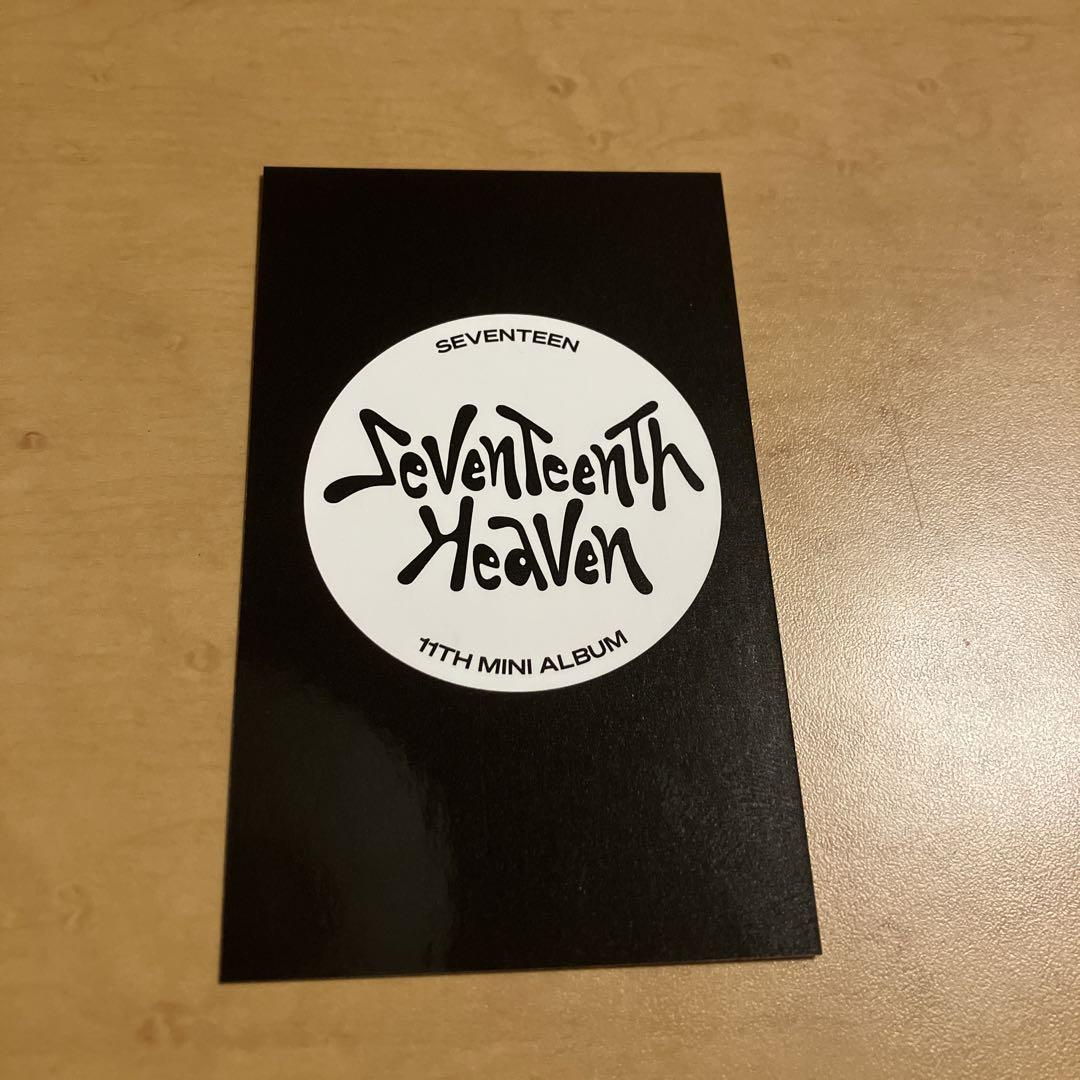 SEVENTEEN
SevenTeenTh
Heaven
11TH MINI ALBUM